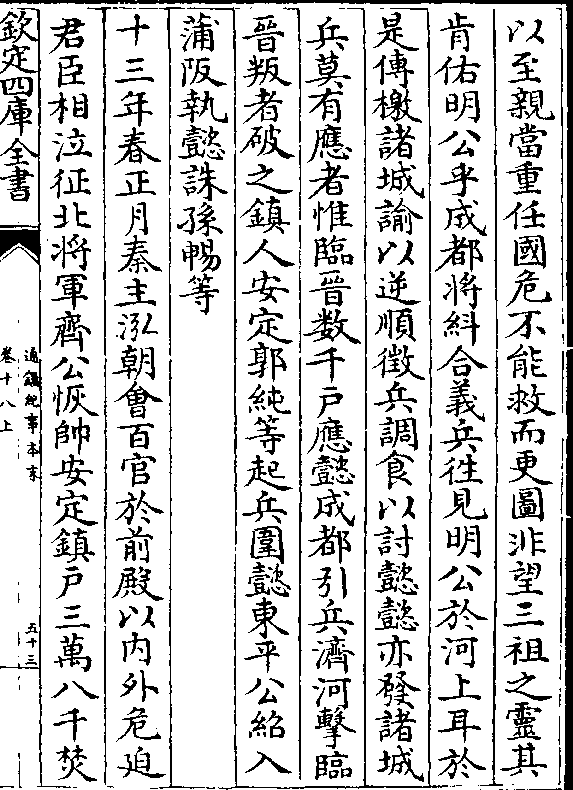 以至親當重任國危不能救而更圖非望三祖之靈其
肯佑明公乎成都將糾合義兵徃見明公於河上耳於
是傳檄諸城諭以逆順徴兵調食以討懿懿亦發諸城
兵莫有應者惟臨晉数千户應懿成都引兵濟河擊臨
晉叛者破之鎮人安定郭純等起兵圍懿東平公紹入
蒲阪執懿誅孫暢等
十三年春正月秦主泓朝會百官於前殿以内外危迫
君臣相泣征北將軍齊公恢帥安定鎮户三萬八千焚
欽定四庫全書
通鑑紀事本末
卷十八上
五十三